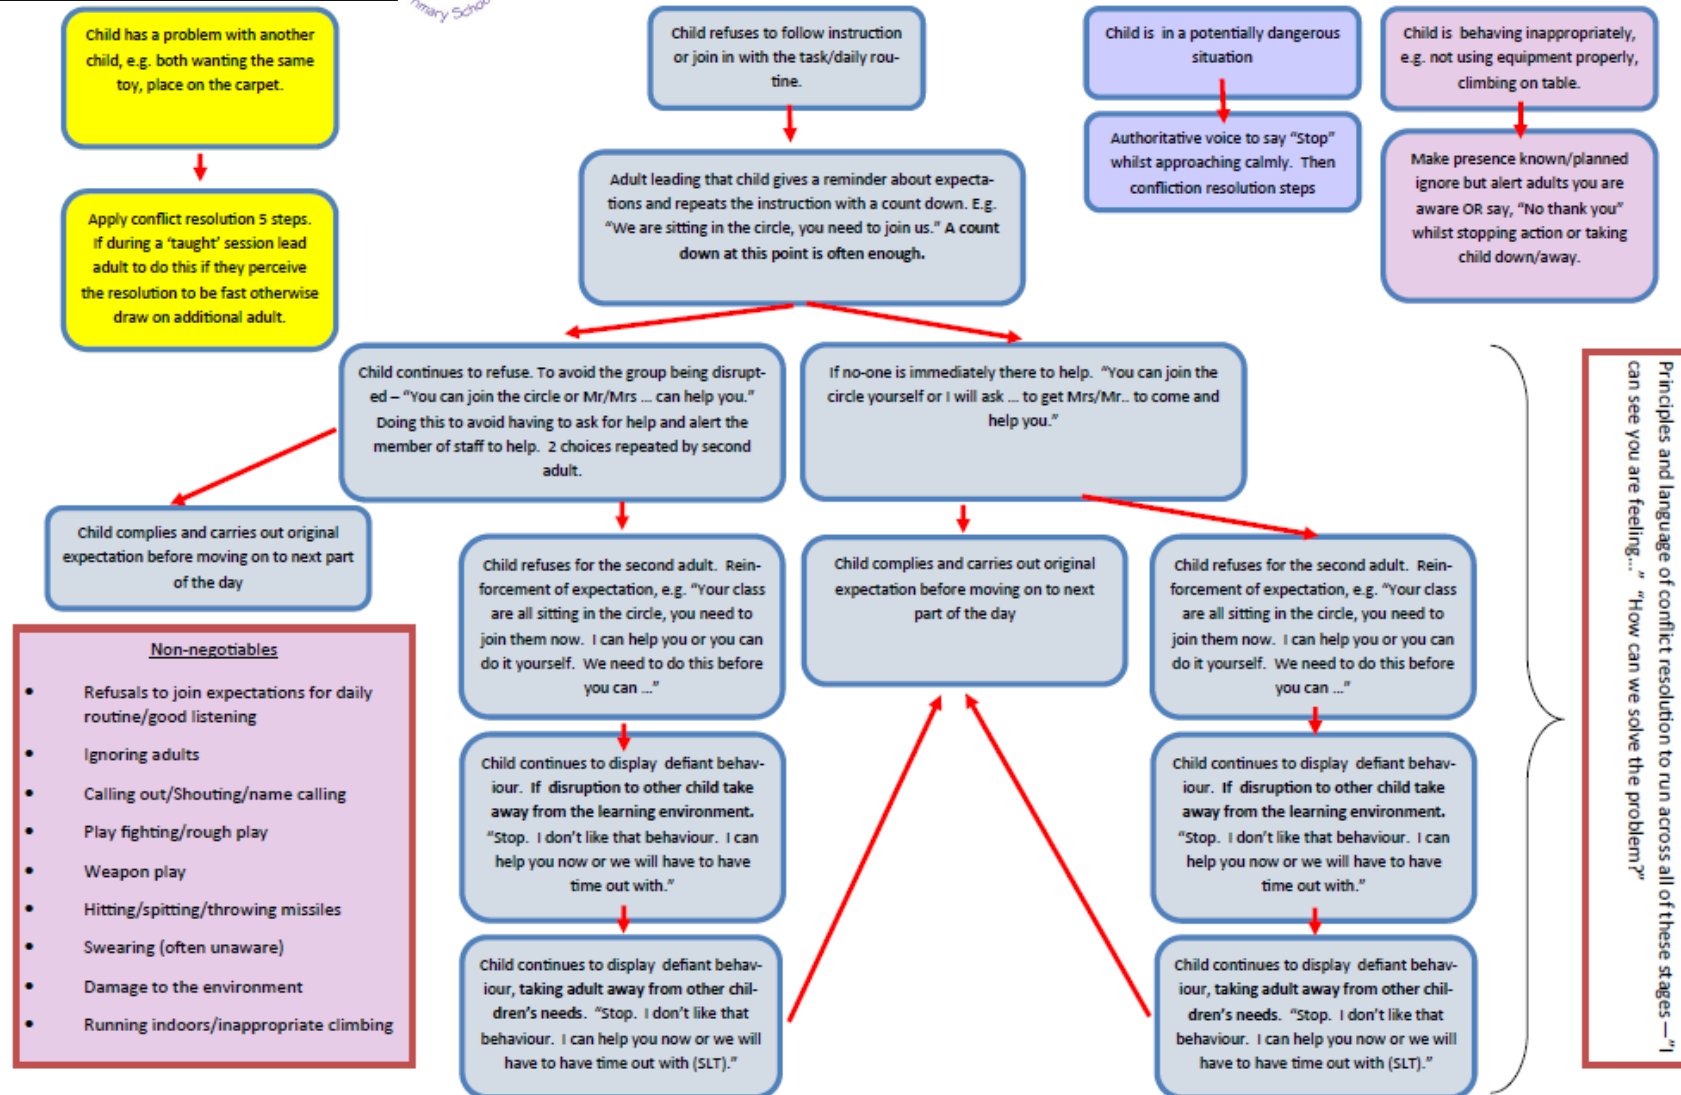 mary School
Child has a problem with another
child, e.g. both wanting the same
toy, place on the carpet.
Apply conflict resolution 5 steps.
If during a ‘taught’ session lead
adult to do this if they perceive
the resolution to be fast otherwise
draw on additional adult.
Child refuses to follow instruction
or join in with the task/daily rou-
tine.
Adult leading that child gives a reminder about expecta-
tions and repeats the instruction with a count down. E.g.
“We are sitting in the circle, you need to join us.” A count
down at this point is often enough.
Child is in a potentially dangerous
situation
Authoritative voice to say “Stop”
whilst approaching calmly. Then
confliction resolution steps
Child is behaving inappropriately,
e.g. not using equipment properly,
climbing on table.
Make presence known/planned
ignore but alert adults you are
aware OR say, “No thank you”
whilst stopping action or taking
child down/away.
Child continues to refuse. To avoid the group being disrupt-
ed – “You can join the circle or Mr/Mrs ... can help you.”
Doing this to avoid having to ask for help and alert the
member of staff to help. 2 choices repeated by second
adult.
If no-one is immediately there to help. “You can join the
circle yourself or I will ask ... to get Mrs/Mr.. to come and
help you.”
Child complies and carries out original
expectation before moving on to next part
of the day
Child refuses for the second adult. Rein-
forcement of expectation, e.g. “Your class
are all sitting in the circle, you need to
join them now. I can help you or you can
do it yourself. We need to do this before
you can ...”
Child continues to display defiant behav-
iour. If disruption to other child take
away from the learning environment.
“Stop. I don’t like that behaviour. I can
help you now or we will have to have
time out with.”
Child continues to display defiant behav-
iour, taking adult away from other chil-
dren’s needs. “Stop. I don’t like that
behaviour. I can help you now or we will
have to have time out with (SLT).”
Child complies and carries out original
expectation before moving on to next
part of the day
Child refuses for the second adult. Rein-
forcement of expectation, e.g. “Your class
are all sitting in the circle, you need to
join them now. I can help you or you can
do it yourself. We need to do this before
you can ...”
Child continues to display defiant behav-
iour. If disruption to other child take
away from the learning environment.
“Stop. I don’t like that behaviour. I can
help you now or we will have to have
time out with.”
Child continues to display defiant behav-
iour, taking adult away from other chil-
dren’s needs. “Stop. I don’t like that
behaviour. I can help you now or we will
have to have time out with (SLT).”
Non-negotiables
• Refusals to join expectations for daily
routine/good listening
• Ignoring adults
• Calling out/Shouting/name calling
• Play fighting/rough play
• Weapon play
• Hitting/spitting/throwing missiles
• Swearing (often unaware)
• Damage to the environment
• Running indoors/inappropriate climbing
Principles and language of conflict resolution to run across all of these stages—”I
can see you are feeling...” “How can we solve the problem?”